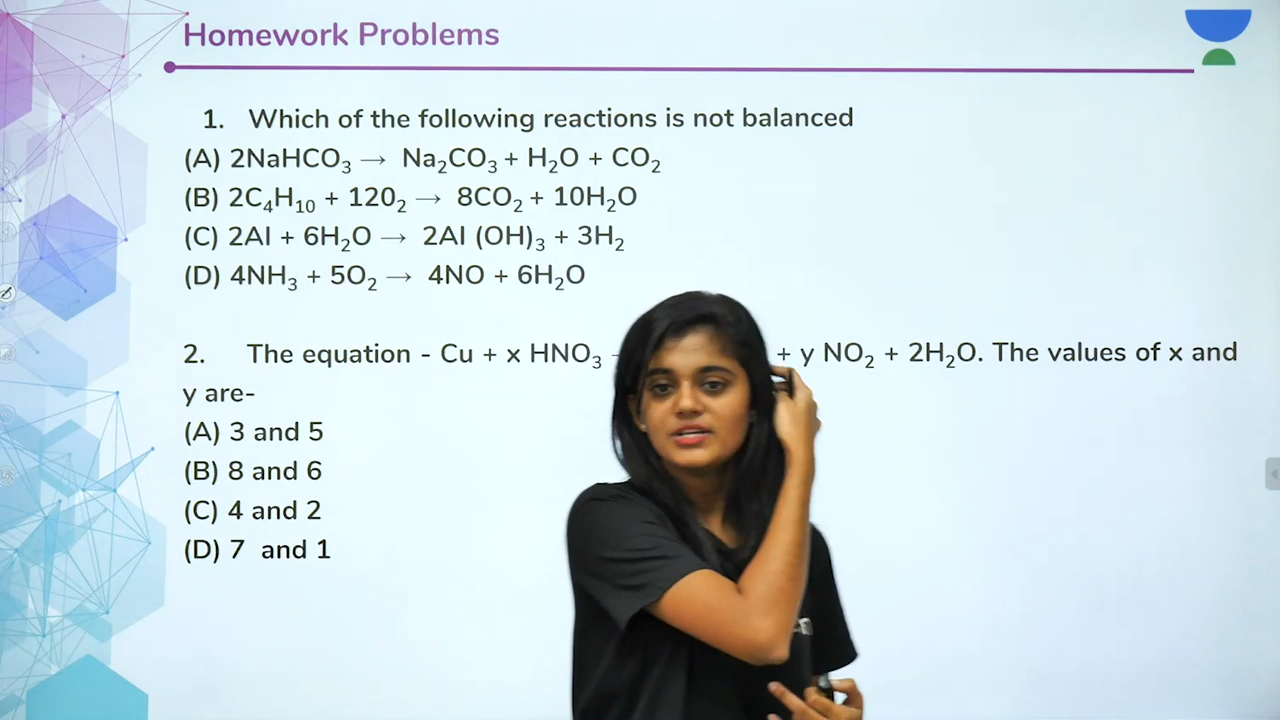 Homework Problems
1. Which of the following reactions is not balanced
(A) 2NaHCO₃ → Na₂CO₃ + H₂O + CO₂
(B) 2C₄H₁₀ + 120₂ → 8CO₂ + 10H₂O
(C) 2Al + 6H₂O → 2Al (OH)₃ + 3H₂
(D) 4NH₃ + 5O₂ → 4NO + 6H₂O
2. The equation - Cu + x HNO₃ + y NO₂ + 2H₂O. The values of x and
y are-
(A) 3 and 5
(B) 8 and 6
(C) 4 and 2
(D) 7 and 1